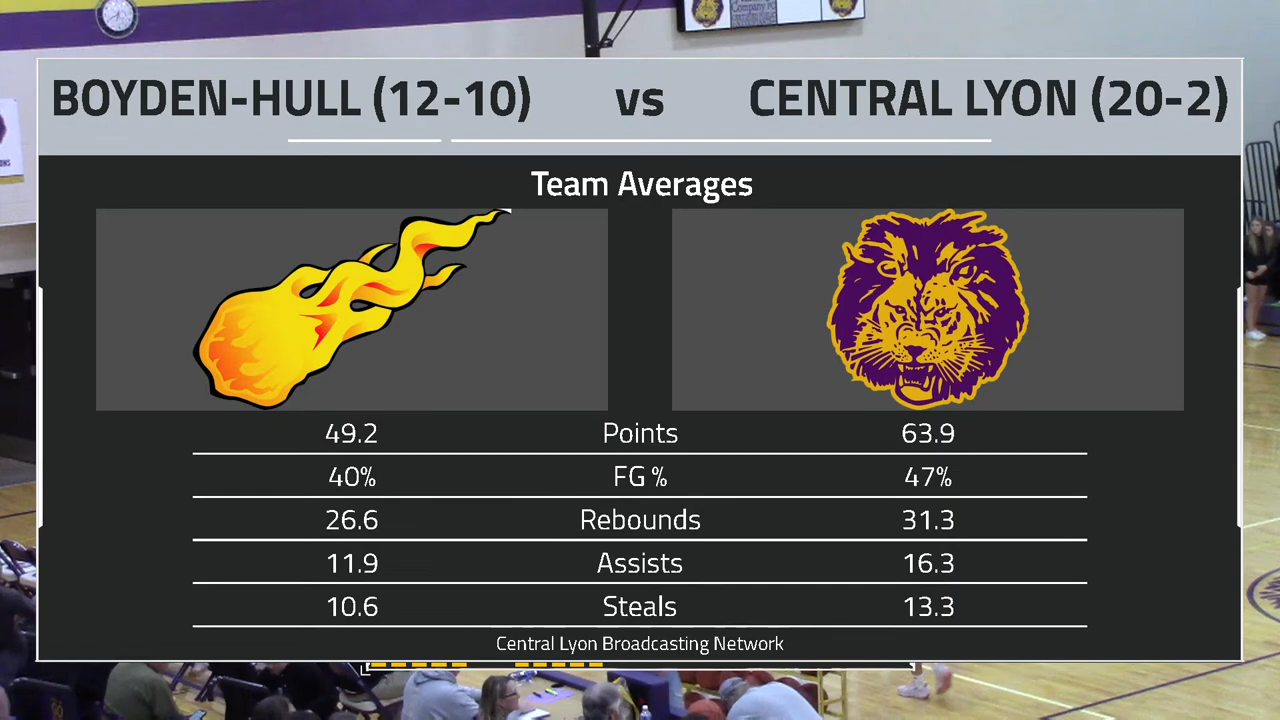 Company
BOYDEN-HULL (12-10) vs CENTRAL LYON (20-2)
Team Averages
49.2 Points 63.9
40% FG % 47%
26.6 Rebounds 31.3
11.9 Assists 16.3
10.6 Steals 13.3
Central Lyon Broadcasting Network